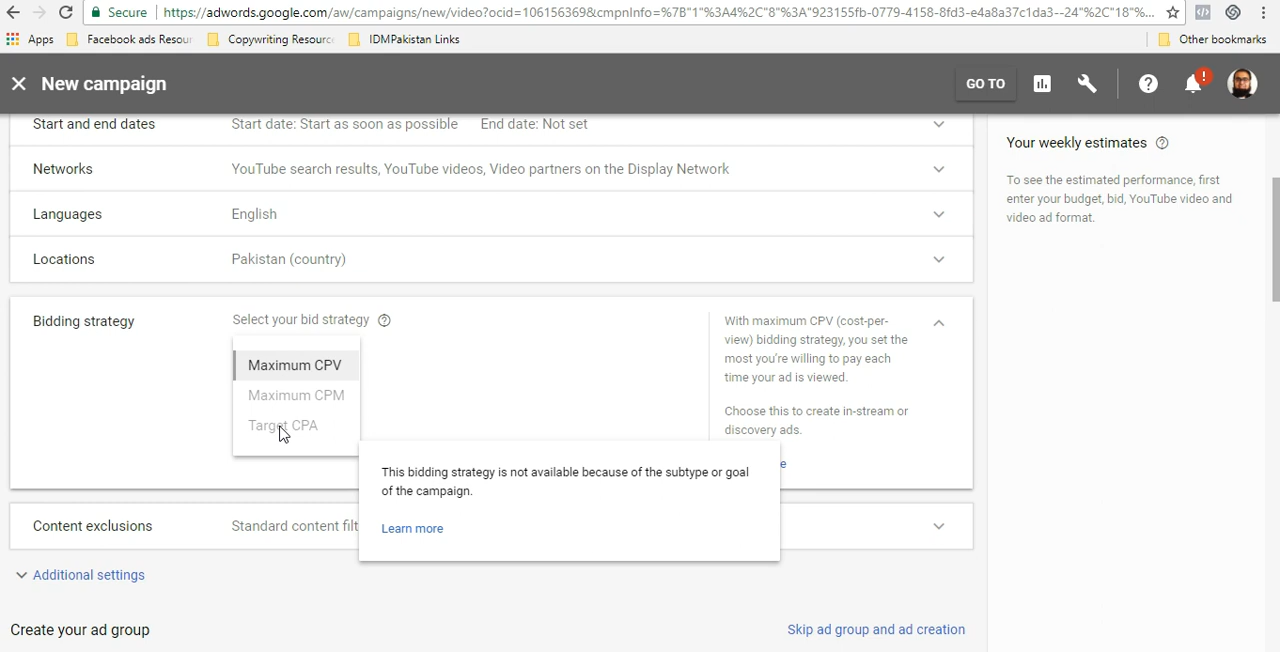 Secure https://adwords.google.com/aw/campaigns/new/video?ocid=106156369&cmpnInfo=%7B"1"%3A4%2C"8"%3A"923155fb-0779-4158-8fd3-e4a8a37c1da3--24"%2C"18"%...
Apps Facebook ads Resour Copywriting Resourc IDMPakistan Links Other bookmarks
New campaign GO TO !
Start and end dates Start date: Start as soon as possible End date: Not set
Networks YouTube search results, YouTube videos, Video partners on the Display Network
Languages English
Locations Pakistan (country)
Your weekly estimates
To see the estimated performance, first
enter your budget, bid, YouTube video and
video ad format.
Bidding strategy Select your bid strategy
Maximum CPV
Maximum CPM
Target CPA
With maximum CPV (cost-per-
view) bidding strategy, you set the
most you're willing to pay each
time your ad is viewed.
Choose this to create in-stream or
discovery ads.
e
This bidding strategy is not available because of the subtype or goal
of the campaign.
Learn more
Content exclusions Standard content filt
Additional settings
Create your ad group Skip ad group and ad creation